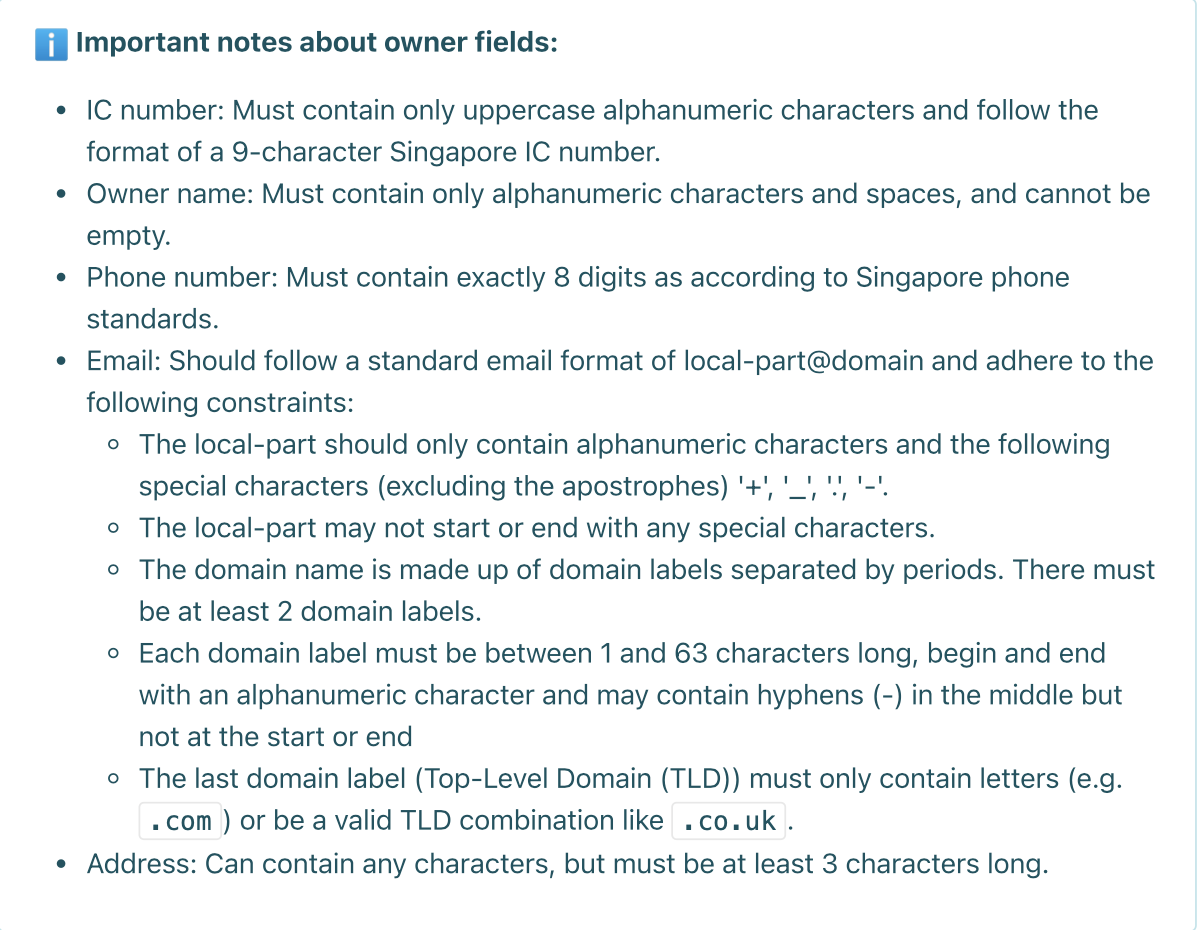 ℹ️ Important notes about owner fields:
• IC number: Must contain only uppercase alphanumeric characters and follow the
format of a 9-character Singapore IC number.
• Owner name: Must contain only alphanumeric characters and spaces, and cannot be
empty.
• Phone number: Must contain exactly 8 digits as according to Singapore phone
standards.
• Email: Should follow a standard email format of local-part@domain and adhere to the
following constraints:
◦ The local-part should only contain alphanumeric characters and the following
special characters (excluding the apostrophes) '+', '_', '.', '-'.
◦ The local-part may not start or end with any special characters.
◦ The domain name is made up of domain labels separated by periods. There must
be at least 2 domain labels.
◦ Each domain label must be between 1 and 63 characters long, begin and end
with an alphanumeric character and may contain hyphens (-) in the middle but
not at the start or end
◦ The last domain label (Top-Level Domain (TLD)) must only contain letters (e.g.
.com ) or be a valid TLD combination like .co.uk .
• Address: Can contain any characters, but must be at least 3 characters long.